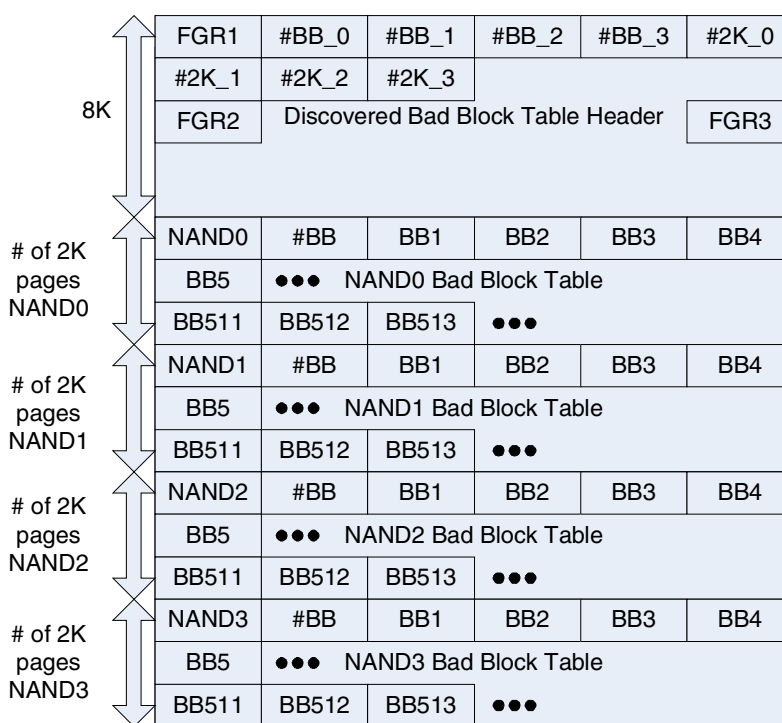 FGR1 #BB_0 #BB_1 #BB_2 #BB_3 #2K_0
#2K_1 #2K_2 #2K_3
8K
FGR2 Discovered Bad Block Table Header FGR3
# of 2K
pages
NAND0
NAND0 #BB BB1 BB2 BB3 BB4
BB5 ●●● NAND0 Bad Block Table
BB511 BB512 BB513 ●●●
# of 2K
pages
NAND1
NAND1 #BB BB1 BB2 BB3 BB4
BB5 ●●● NAND1 Bad Block Table
BB511 BB512 BB513 ●●●
# of 2K
pages
NAND2
NAND2 #BB BB1 BB2 BB3 BB4
BB5 ●●● NAND2 Bad Block Table
BB511 BB512 BB513 ●●●
# of 2K
pages
NAND3
NAND3 #BB BB1 BB2 BB3 BB4
BB5 ●●● NAND3 Bad Block Table
BB511 BB512 BB513 ●●●